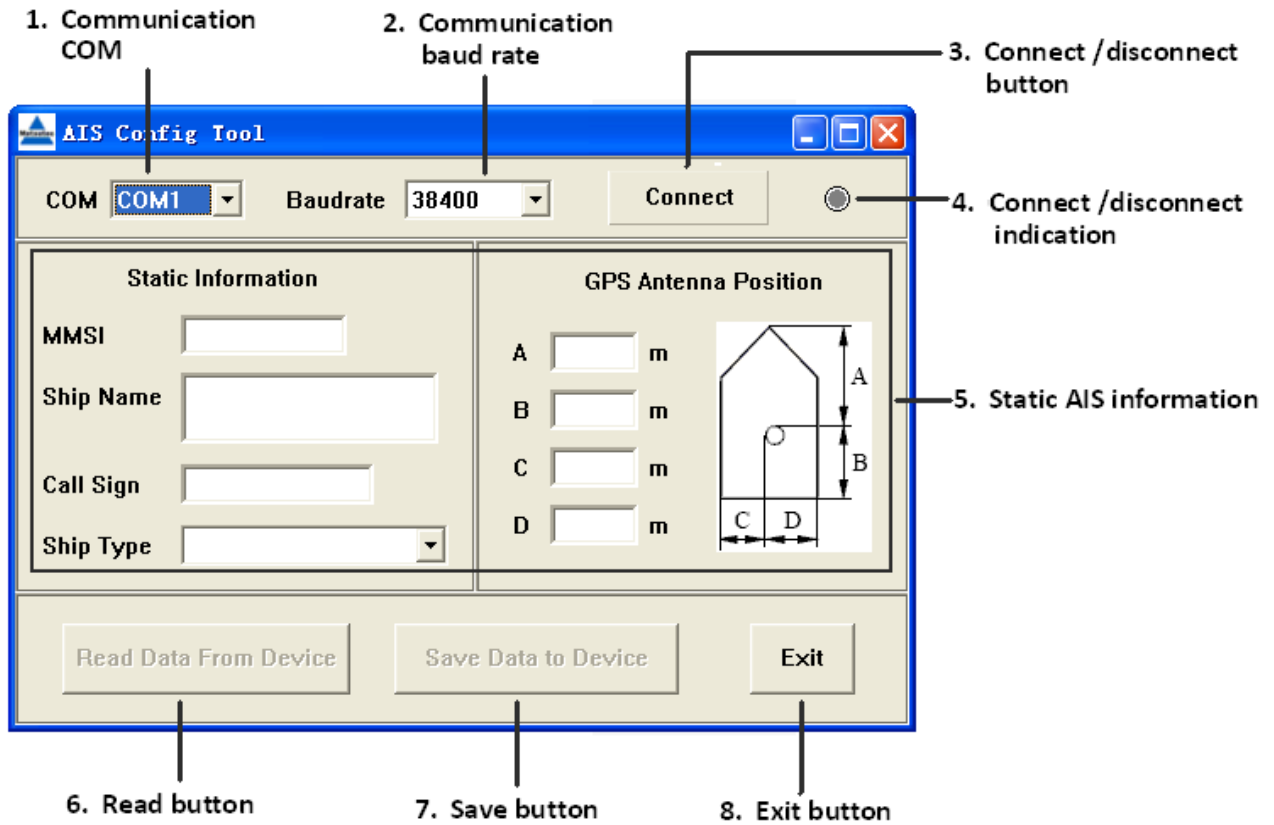 1. Communication
COM
2. Communication
baud rate
3. Connect /disconnect
button
AIS Config Tool
COM COM1 Baudrate 38400 Connect
4. Connect /disconnect
indication
Static Information
GPS Antenna Position
MMSI
Ship Name
Call Sign
Ship Type
A m
B m
C m
D m
A
B
C D
5. Static AIS information
Read Data From Device Save Data to Device Exit
6. Read button
7. Save button
8. Exit button